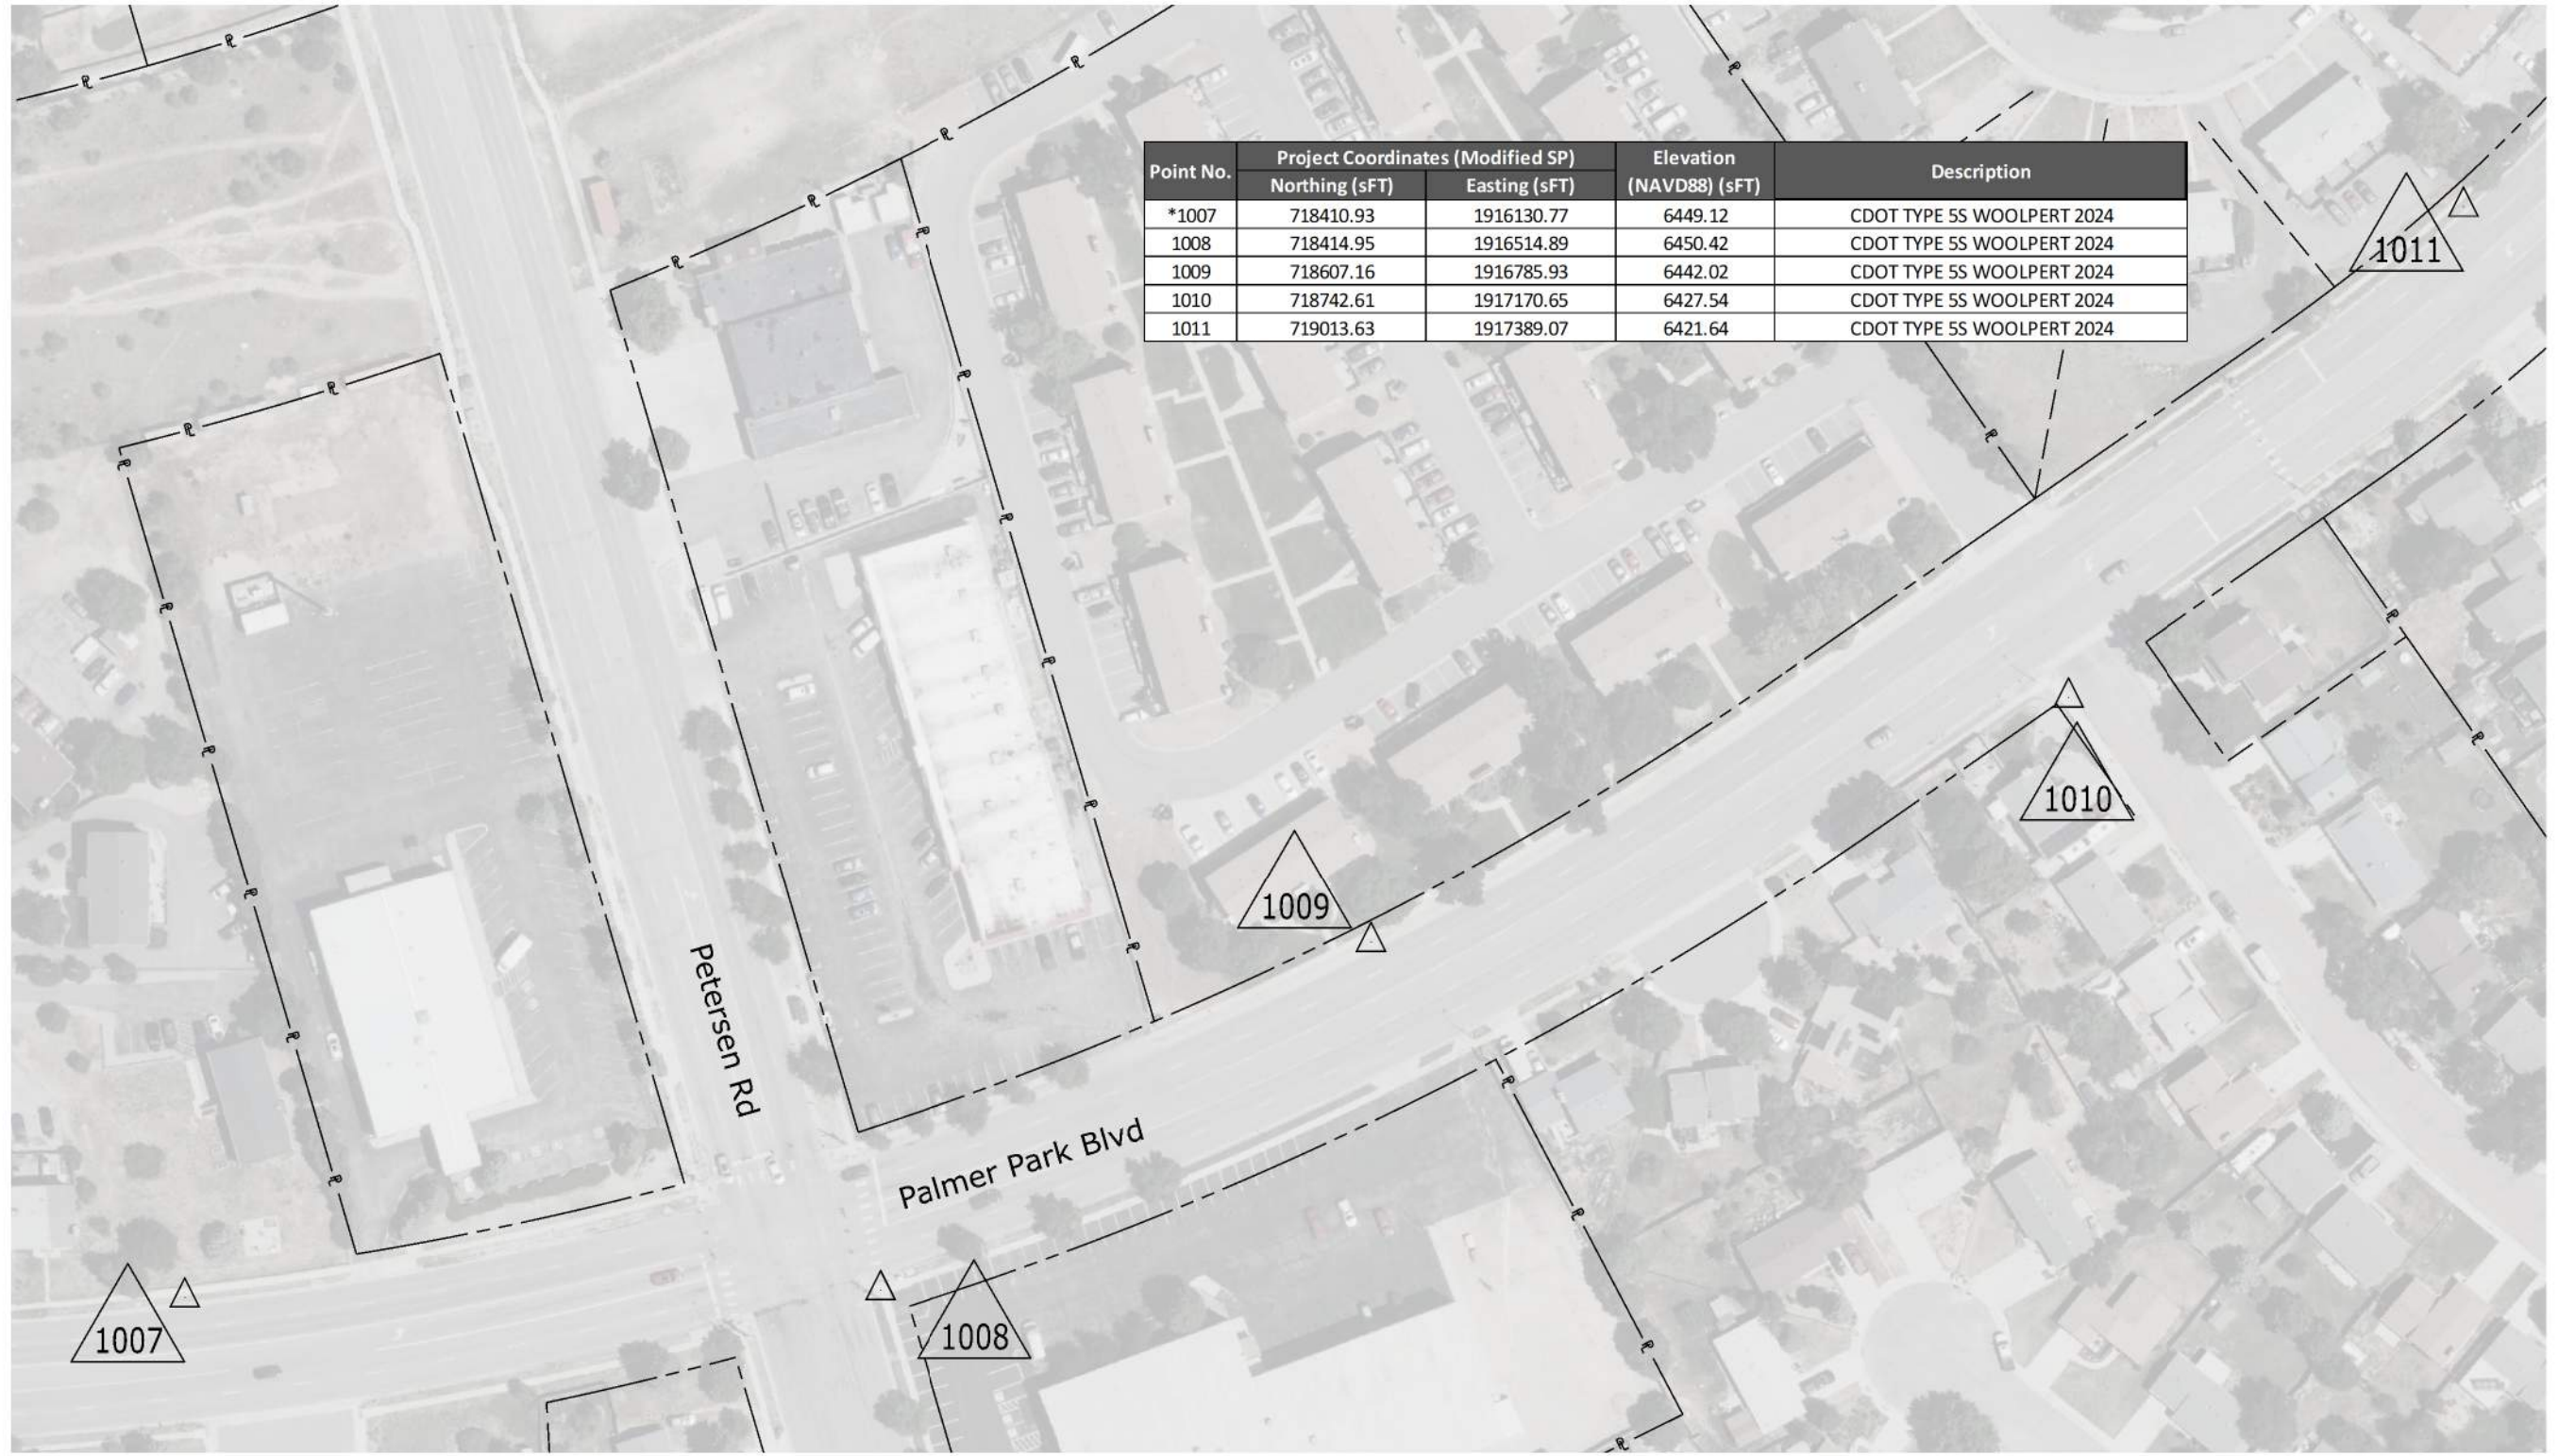 Point No. Project Coordinates (Modified SP) Elevation (NAVD88) (sFT) Description
Northing (sFT) Easting (sFT)
*1007 718410.93 1916130.77 6449.12 CDOT TYPE 5S WOOLPERT 2024
1008 718414.95 1916514.89 6450.42 CDOT TYPE 5S WOOLPERT 2024
1009 718607.16 1916785.93 6442.02 CDOT TYPE 5S WOOLPERT 2024
1010 718742.61 1917170.65 6427.54 CDOT TYPE 5S WOOLPERT 2024
1011 719013.63 1917389.07 6421.64 CDOT TYPE 5S WOOLPERT 2024
1011
1010
1009
Petersen Rd
Palmer Park Blvd
1007
1008